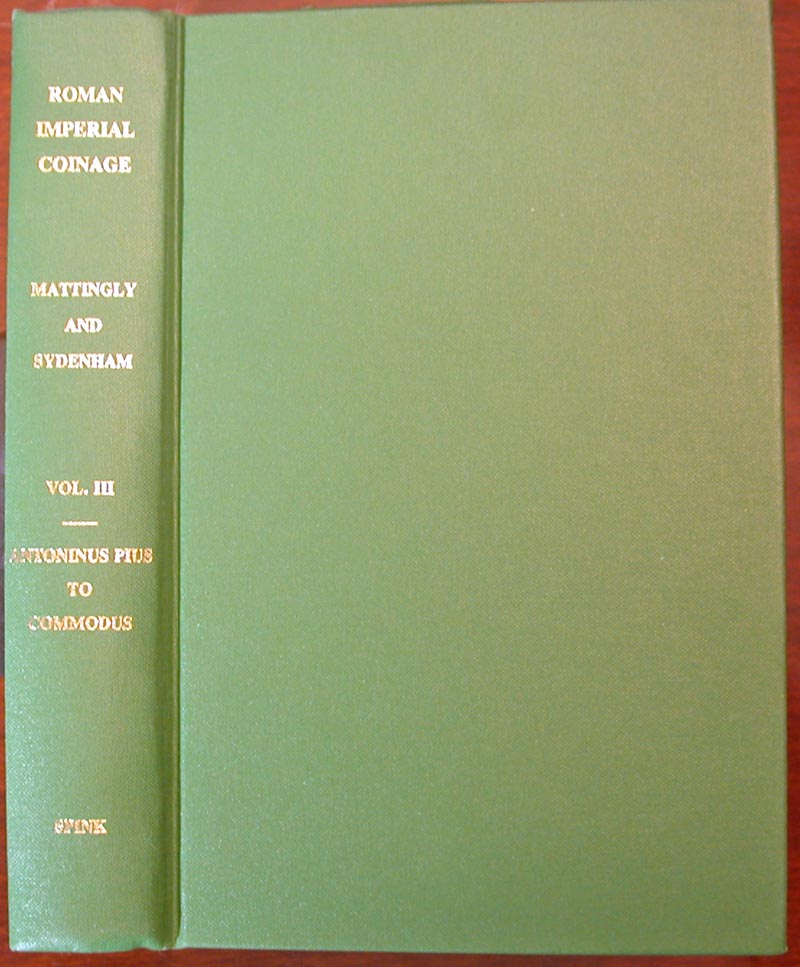 ROMAN
IMPERIAL
COINAGE
MATTINGLY
AND
SYDENHAM
VOL. III
ANTONINUS PIUS
TO
COMMODUS
SPINK